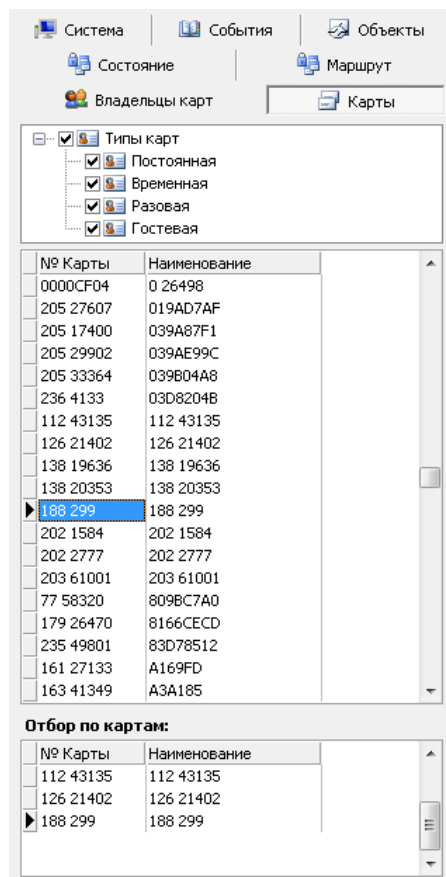 Система События Объекты
Состояние Маршрут
Владельцы карт Карты
Типы карт
Постоянная
Временная
Разовая
Гостевая
№ Карты Наименование
0000CF04 0 26498
205 27607 019AD7AF
205 17400 039A87F1
205 29902 039AE99C
205 33364 039B04A8
236 4133 03D8204B
112 43135 112 43135
126 21402 126 21402
138 19636 138 19636
138 20353 138 20353
188 299 188 299
202 1584 202 1584
202 2777 202 2777
203 61001 203 61001
77 58320 809BC7A0
179 26470 8166CECD
235 49801 83D78512
161 27133 A169FD
163 41349 A3A185
Отбор по картам:
№ Карты Наименование
112 43135 112 43135
126 21402 126 21402
188 299 188 299